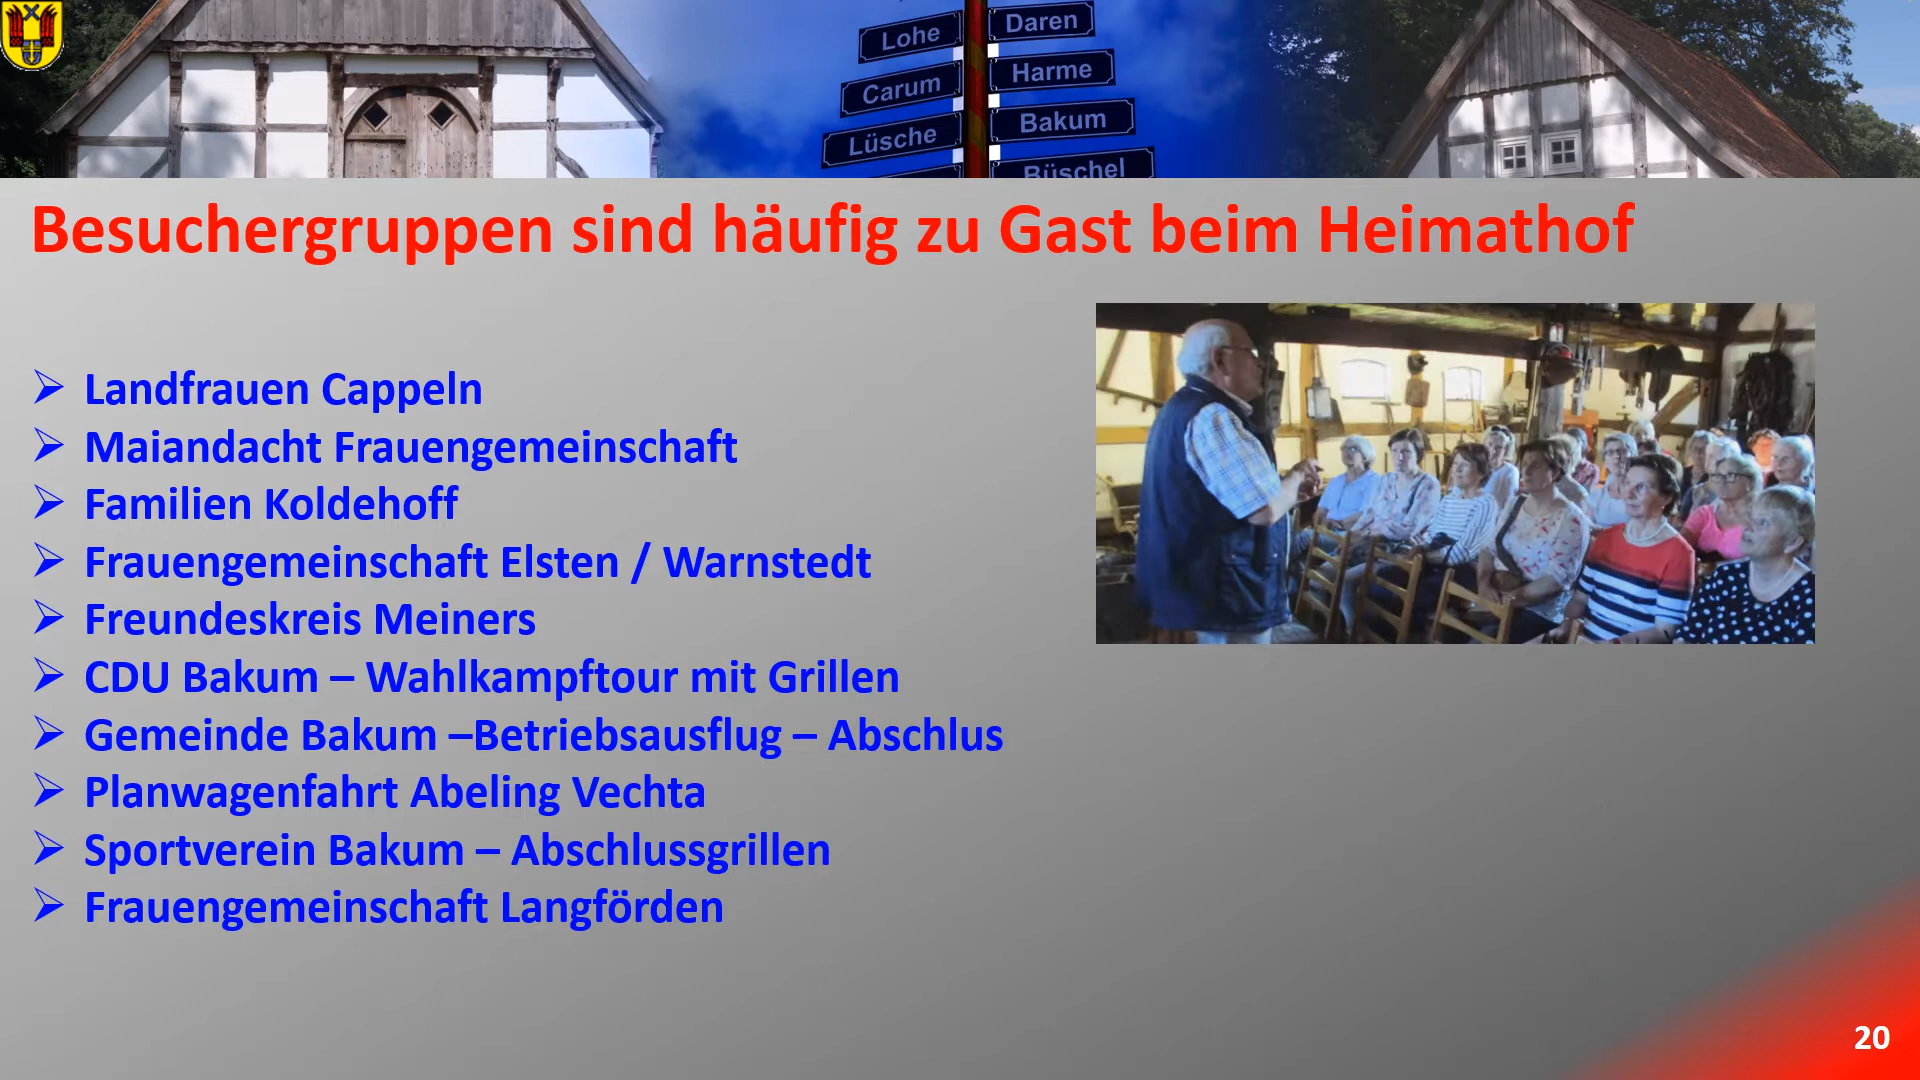 Lohe
Daren
Carum
Harme
Lüsche
Bakum
Büschel
Besuchergruppen sind häufig zu Gast beim Heimathof
➢ Landfrauen Cappeln
➢ Maiandacht Frauengemeinschaft
➢ Familien Koldehoff
➢ Frauengemeinschaft Elsten / Warnstedt
➢ Freundeskreis Meiners
➢ CDU Bakum – Wahlkampftour mit Grillen
➢ Gemeinde Bakum –Betriebsausflug – Abschlus
➢ Planwagenfahrt Abeling Vechta
➢ Sportverein Bakum – Abschlussgrillen
➢ Frauengemeinschaft Langförden
20